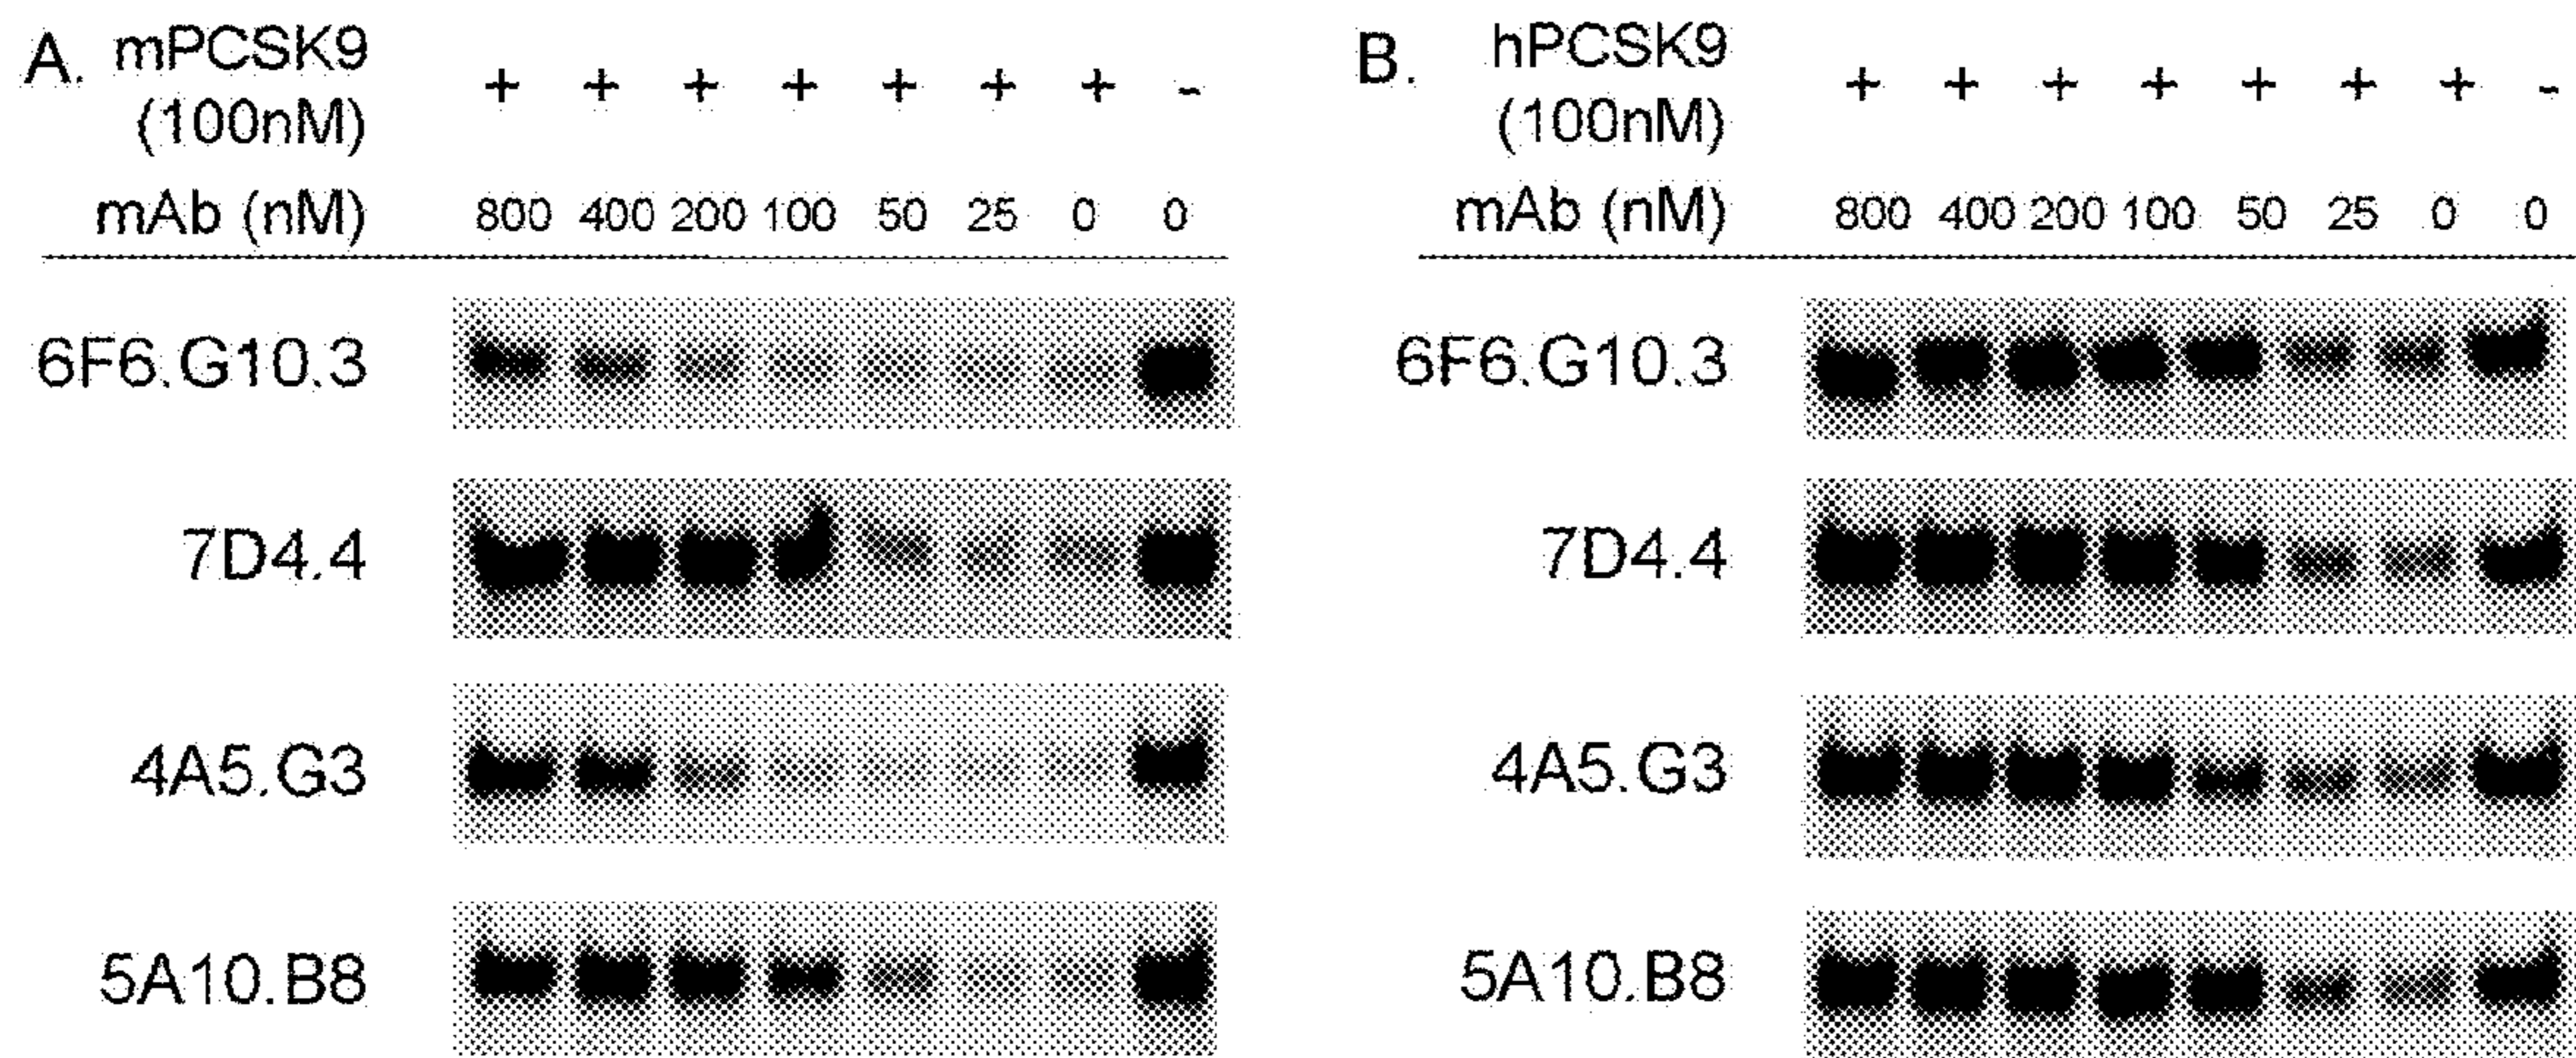 A. mPCSK9 (100nM) + + + + + + + -
mAb (nM) 800 400 200 100 50 25 0 0
6F6.G10.3
7D4.4
4A5.G3
5A10.B8
B. hPCSK9 (100nM) + + + + + + + -
mAb (nM) 800 400 200 100 50 25 0 0
6F6.G10.3
7D4.4
4A5.G3
5A10.B8